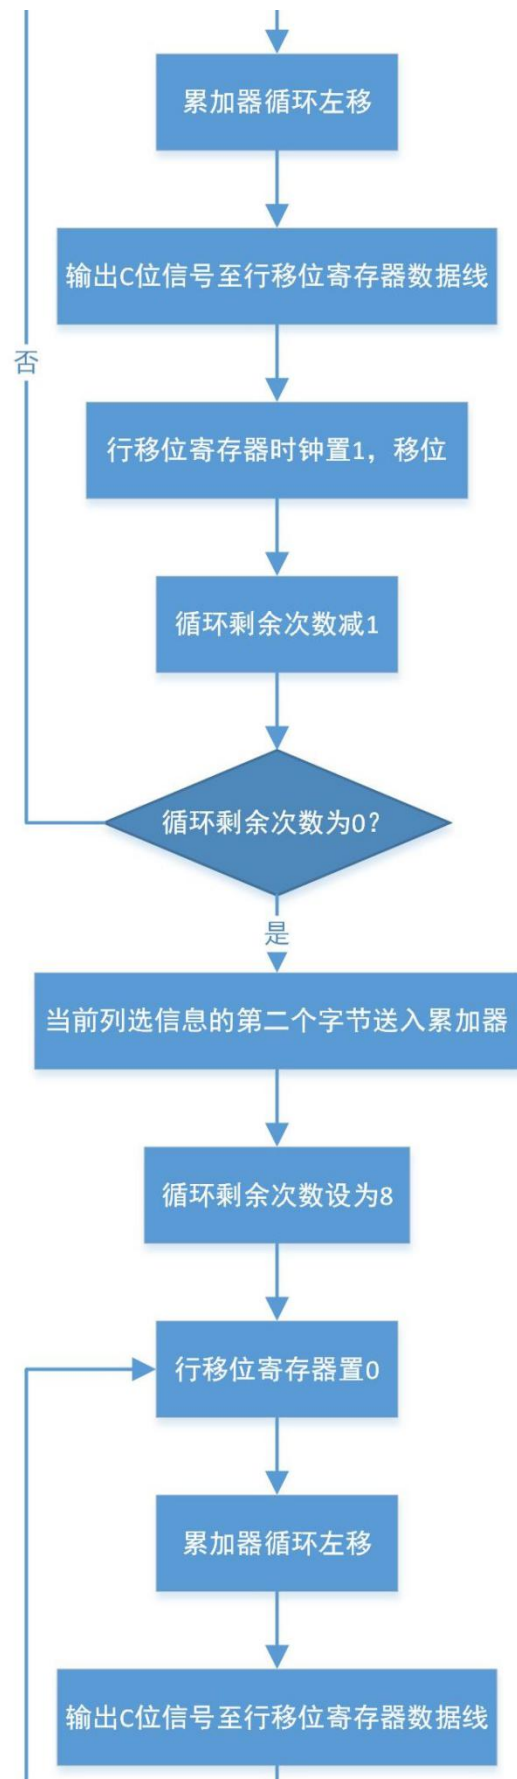 累加器循环左移
输出C位信号至行移位寄存器数据线
否
行移位寄存器时钟置1，移位
循环剩余次数减1
循环剩余次数为0？
是
当前列选信息的第二个字节送入累加器
循环剩余次数设为8
行移位寄存器置0
累加器循环左移
输出C位信号至行移位寄存器数据线